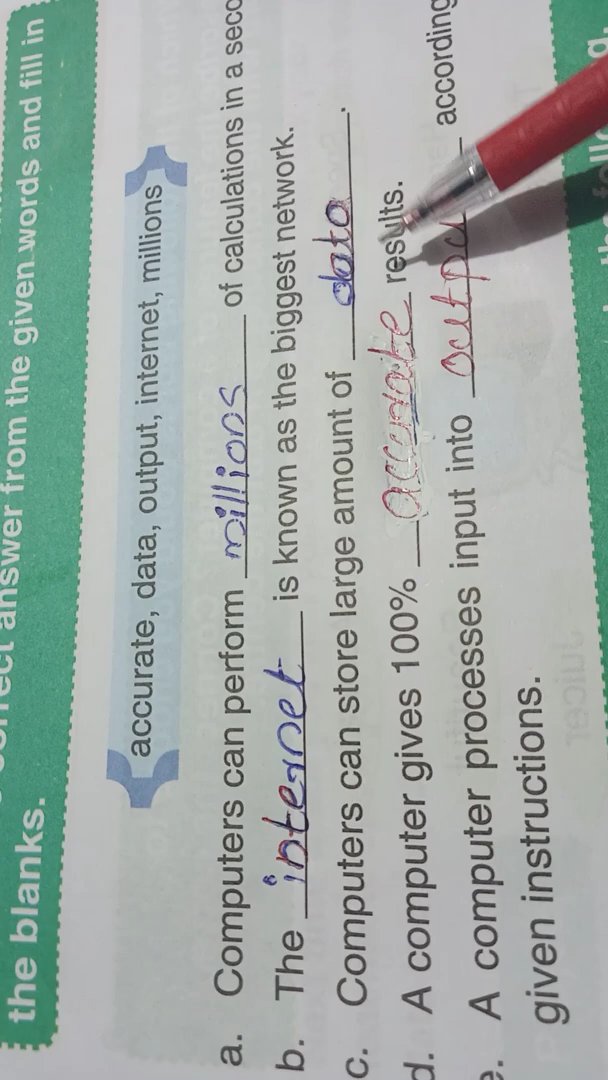 answer from the given words and fill in
the blanks.
accurate, data, output, internet, millions
a. Computers can perform millions of calculations in a
b. The internet is known as the biggest network.
c. Computers can store large amount of data.
d. A computer gives 100% accurate results.
A computer processes input into according
given instructions.